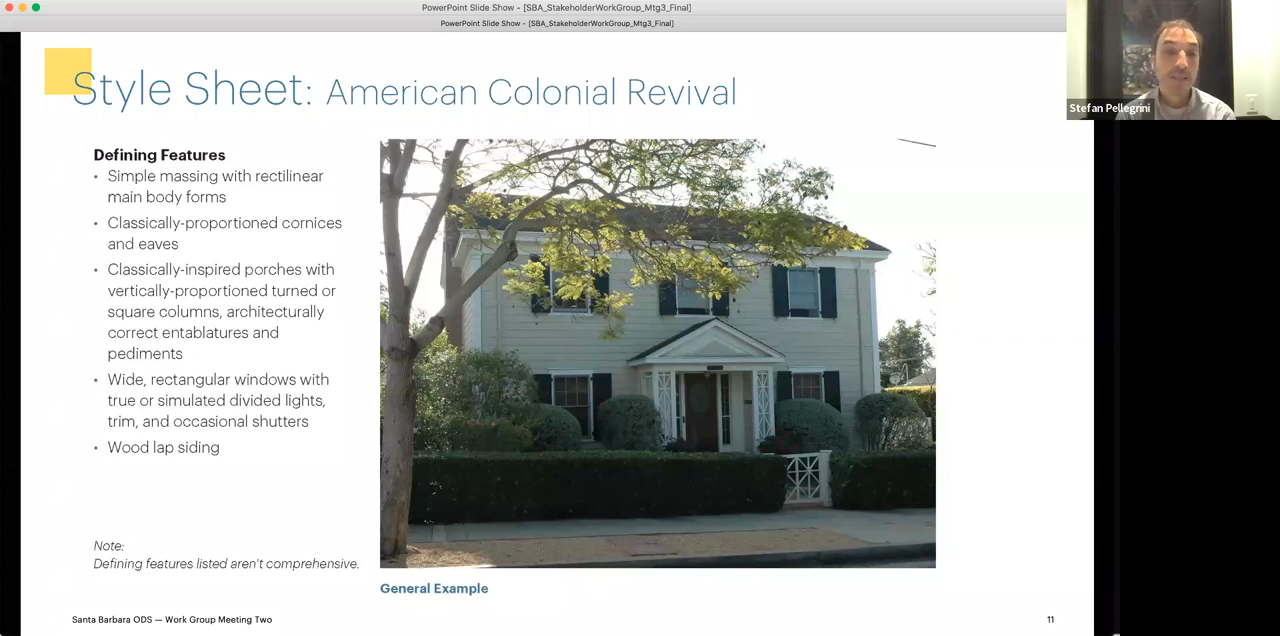 PowerPoint Slide Show - [SBA_StakeholderWorkGroup_Mtg3_Final]
PowerPoint Slide Show - [SBA_StakeholderWorkGroup_Mtg3_Final]
Stefan Pellegrini
Style Sheet: American Colonial Revival
Defining Features
• Simple massing with rectilinear
main body forms
• Classically-proportioned cornices
and eaves
• Classically-inspired porches with
vertically-proportioned turned or
square columns, architecturally
correct entablatures and
pediments
• Wide, rectangular windows with
true or simulated divided lights,
trim, and occasional shutters
• Wood lap siding
Note:
Defining features listed aren't comprehensive.
General Example
Santa Barbara ODS — Work Group Meeting Two
11